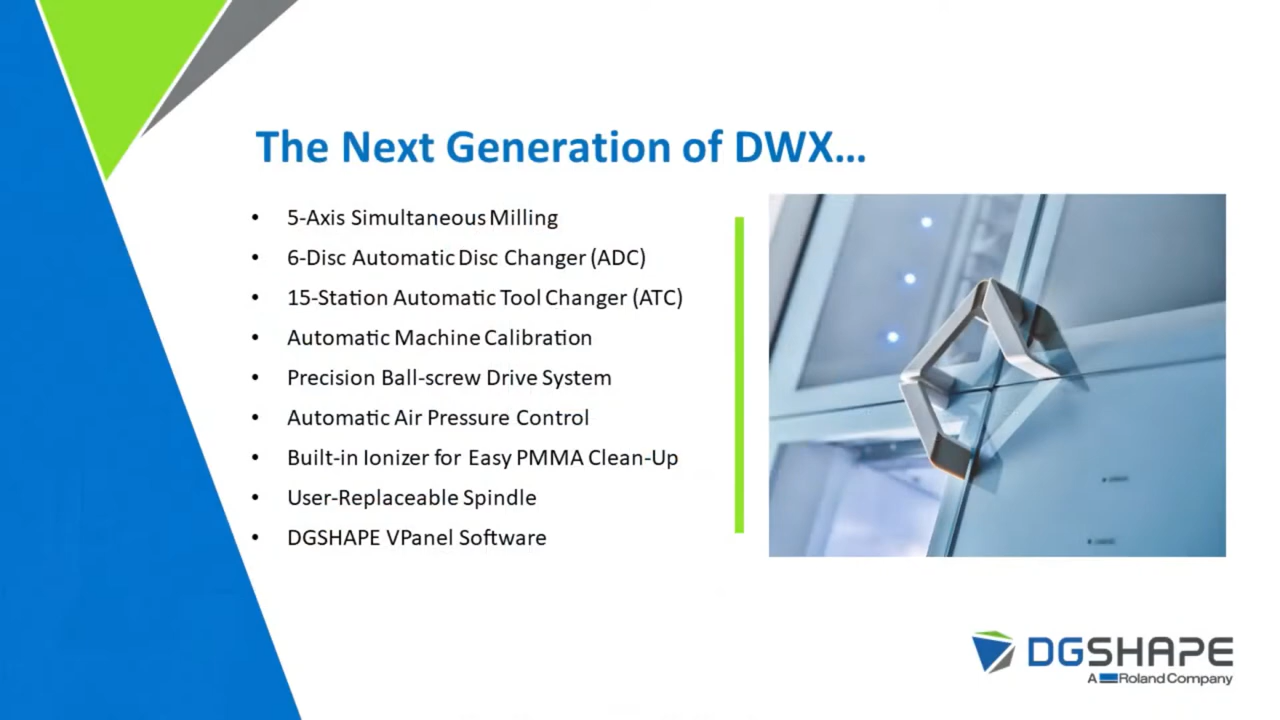 The Next Generation of DWX...
• 5-Axis Simultaneous Milling
• 6-Disc Automatic Disc Changer (ADC)
• 15-Station Automatic Tool Changer (ATC)
• Automatic Machine Calibration
• Precision Ball-screw Drive System
• Automatic Air Pressure Control
• Built-in Ionizer for Easy PMMA Clean-Up
• User-Replaceable Spindle
• DGSHAPE VPanel Software
DGSHAPE
A Roland Company